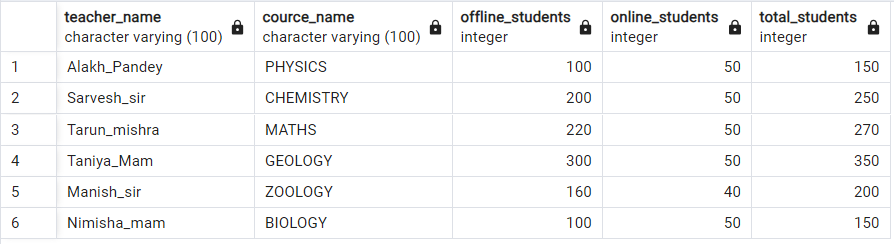 teacher_name cource_name offline_students online_students total_students
character varying (100) character varying (100) integer integer integer
1 Alakh_Pandey PHYSICS 100 50 150
2 Sarvesh_sir CHEMISTRY 200 50 250
3 Tarun_mishra MATHS 220 50 270
4 Taniya_Mam GEOLOGY 300 50 350
5 Manish_sir ZOOLOGY 160 40 200
6 Nimisha_mam BIOLOGY 100 50 150